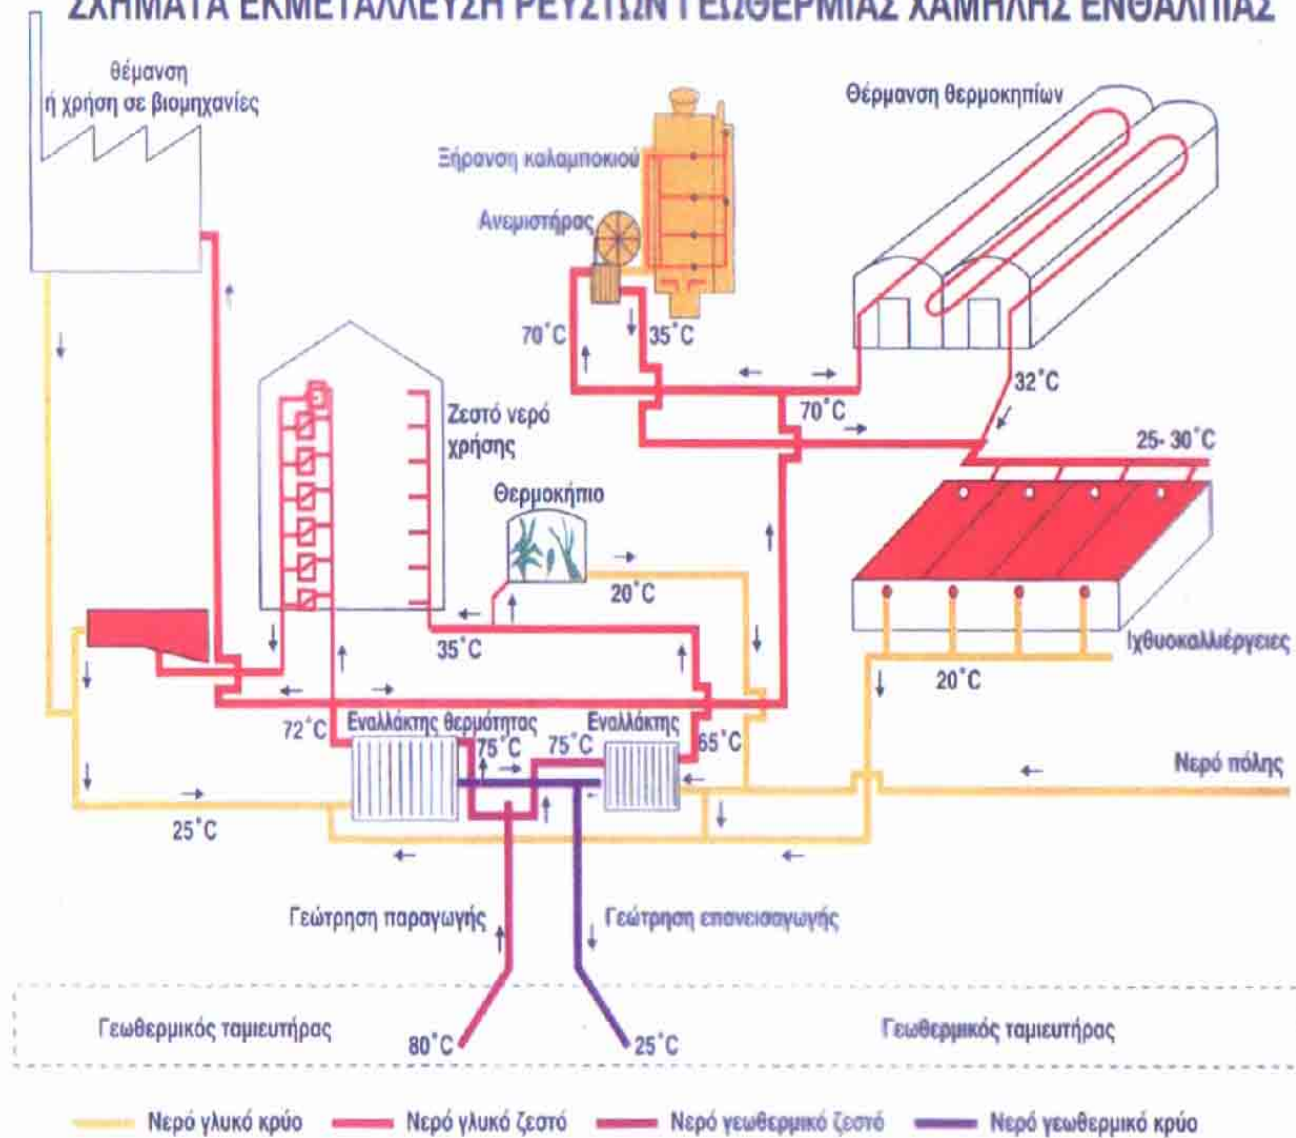 ΣΧΗΜΑΤΑ ΕΚΜΕΤΑΛΛΕΥΣΗ ΡΕΥΣΤΩΝ ΓΕΩΘΕΡΜΙΑΣ ΧΑΜΗΛΗΣ ΕΝΘΑΛΠΙΑΣ
θέμανση
ή χρήση σε βιομηχανίες
Θέρμανση θερμοκηπίων
Ξήρανση καλαμποκιού
Ανεμιστήρας
70°C
35°C
32°C
70°C
Ζεστό νερό
χρήσης
25-30°C
Θερμοκήπιο
20°C
35°C
Ιχθυοκαλλιέργειες
20°C
72°C
Εναλλάκτης θερμότητας
Εναλλάκτης
75°C
75°C
65°C
Νερό πόλης
25°C
Γεώτρηση παραγωγής
Γεώτρηση επανεισαγωγής
Γεωθερμικός ταμιευτήρας
80°C
25°C
Γεωθερμικός ταμιευτήρας
Νερό γλυκό κρύο
Νερό γλυκό ζεστό
Νερό γεωθερμικό ζεστό
Νερό γεωθερμικό κρύο